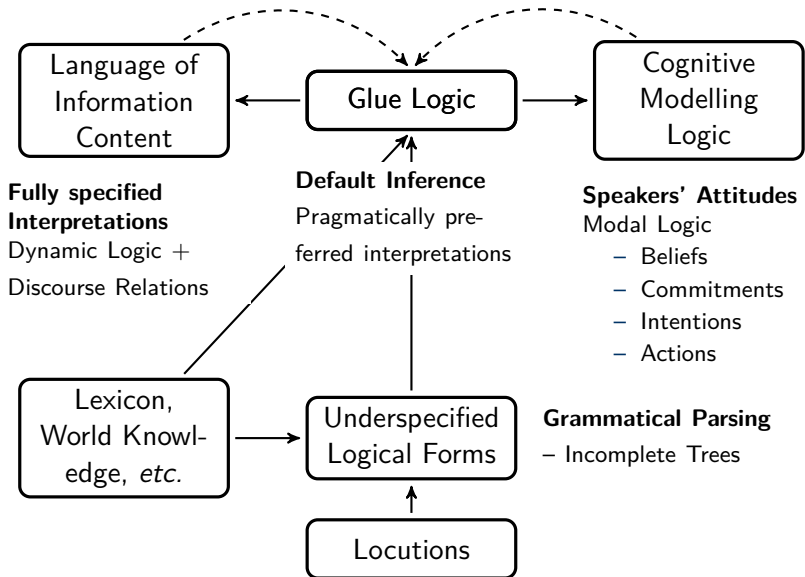 Language of
Information
Content
Glue Logic
Cognitive
Modelling
Logic
Fully specified
Interpretations
Dynamic Logic +
Discourse Relations
Default Inference
Pragmatically pre-
ferred interpretations
Speakers' Attitudes
Modal Logic
– Beliefs
– Commitments
– Intentions
– Actions
Lexicon,
World Knowl-
edge, etc.
Underspecified
Logical Forms
Grammatical Parsing
– Incomplete Trees
Locutions